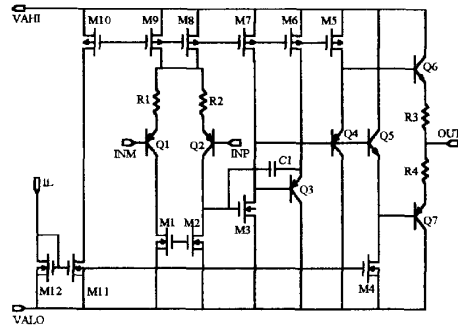 M10 M9 M8 M7 M6 M5
VAHI
Q6
R1 R2 R3
Q1 Q2 Q4 Q5 OUT
INM INP
C1 R4
IL Q3
M3 Q7
M1 M2
M12 M11 M4
VALO